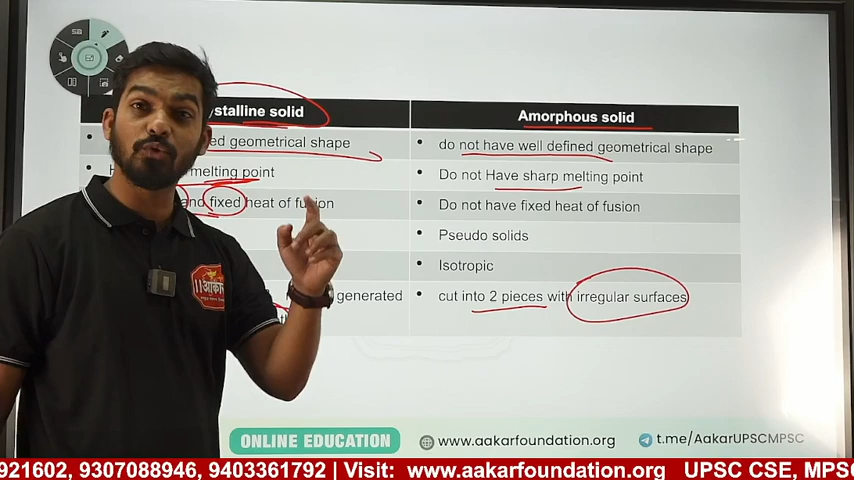 SB
ystalline solid
Amorphous solid
ed geometrical shape
• do not have well defined geometrical shape
melting point
• Do not Have sharp melting point
and fixed heat of fusion
• Do not have fixed heat of fusion
• Pseudo solids
• Isotropic
generated
• cut into 2 pieces with irregular surfaces
॥आकार
ONLINE EDUCATION
www.aakarfoundation.org
t.me/AakarUPSCMPSC
921602, 9307088946, 9403361792 | Visit: www.aakarfoundation.org UPSC CSE, MPSC